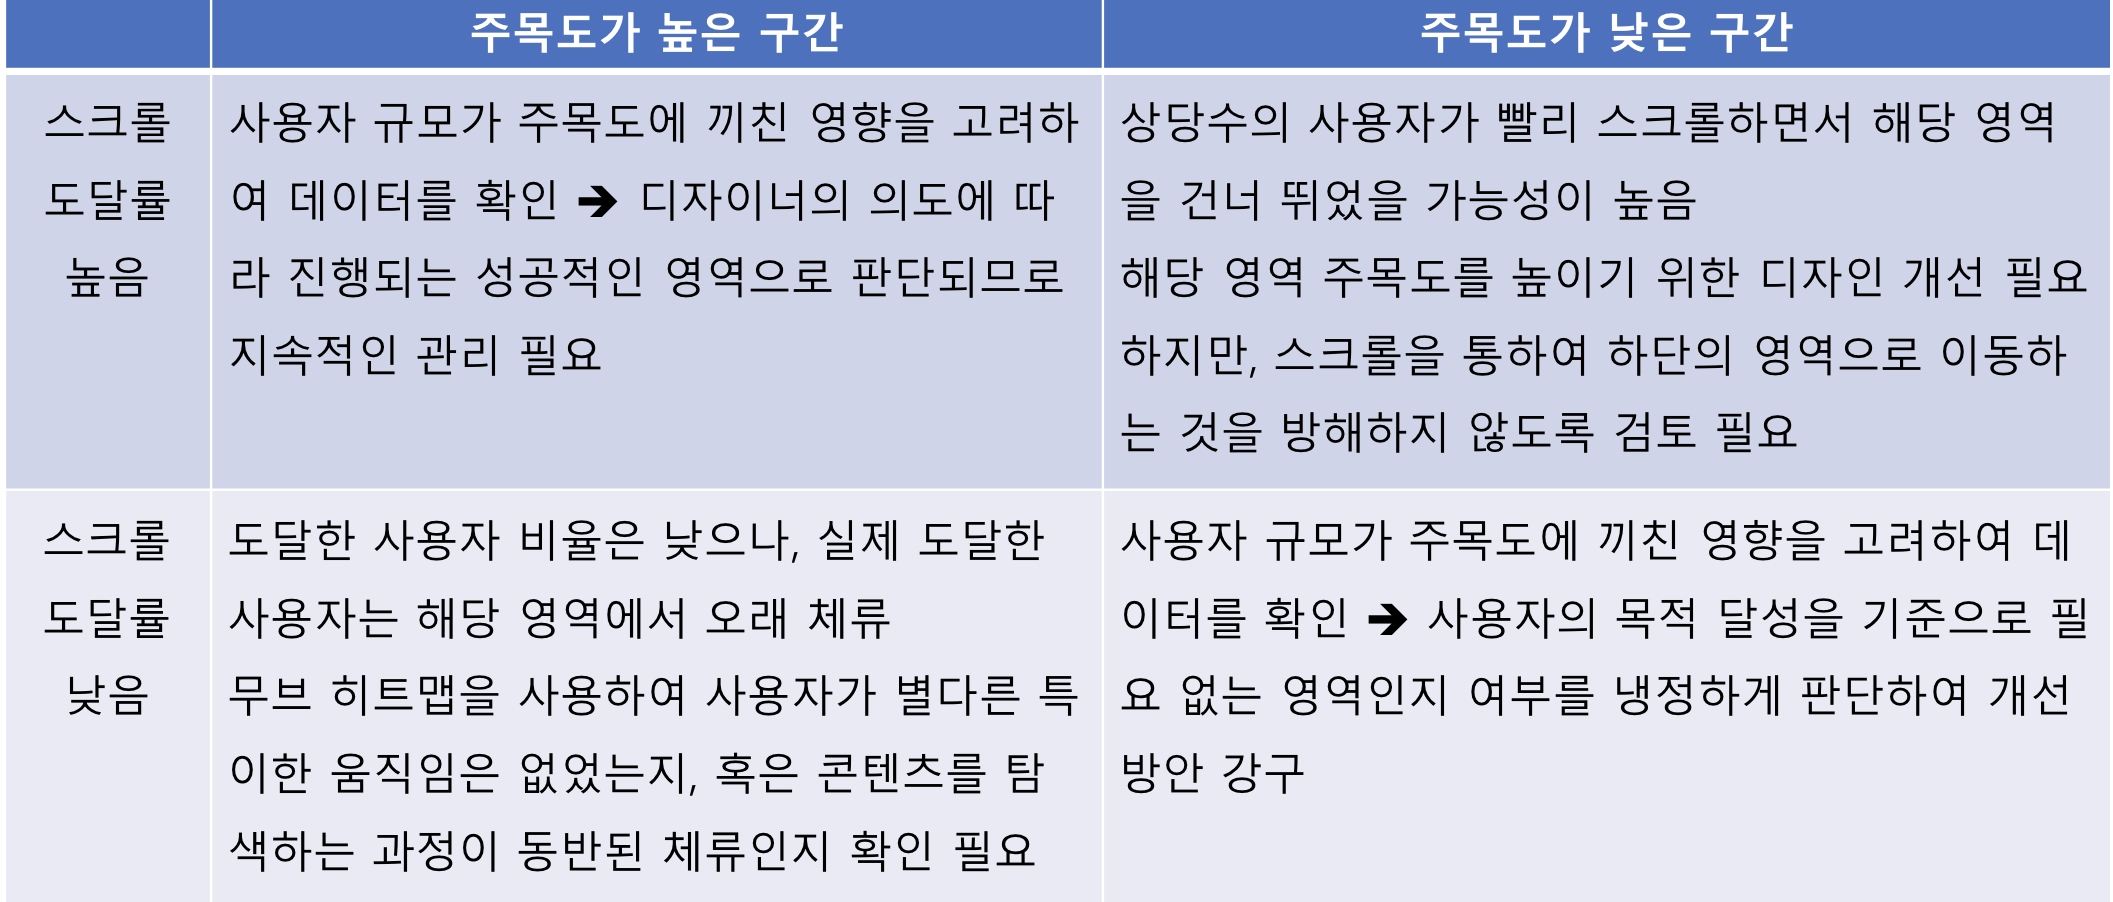 주목도가 높은 구간
주목도가 낮은 구간
스크롤
도달률
높음
사용자 규모가 주목도에 끼친 영향을 고려하
여 데이터를 확인 ➔ 디자이너의 의도에 따
라 진행되는 성공적인 영역으로 판단되므로
지속적인 관리 필요
상당수의 사용자가 빨리 스크롤하면서 해당 영역
을 건너 뛰었을 가능성이 높음
해당 영역 주목도를 높이기 위한 디자인 개선 필요
하지만, 스크롤을 통하여 하단의 영역으로 이동하
는 것을 방해하지 않도록 검토 필요
스크롤
도달률
낮음
도달한 사용자 비율은 낮으나, 실제 도달한
사용자는 해당 영역에서 오래 체류
무브 히트맵을 사용하여 사용자가 별다른 특
이한 움직임은 없었는지, 혹은 콘텐츠를 탐
색하는 과정이 동반된 체류인지 확인 필요
사용자 규모가 주목도에 끼친 영향을 고려하여 데
이터를 확인 ➔ 사용자의 목적 달성을 기준으로 필
요 없는 영역인지 여부를 냉정하게 판단하여 개선
방안 강구